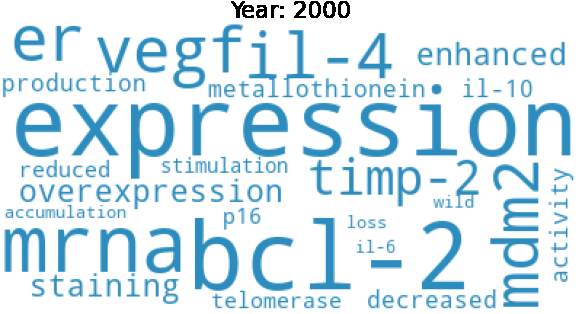 Year: 2000
er vegf il-4 enhanced
production metallothionein il-10
expression
reduced stimulation timp-2
overexpression wild
accumulation p16 loss
mrna bcl-2 il-6
staining telomerase decreased
mdm2
activity